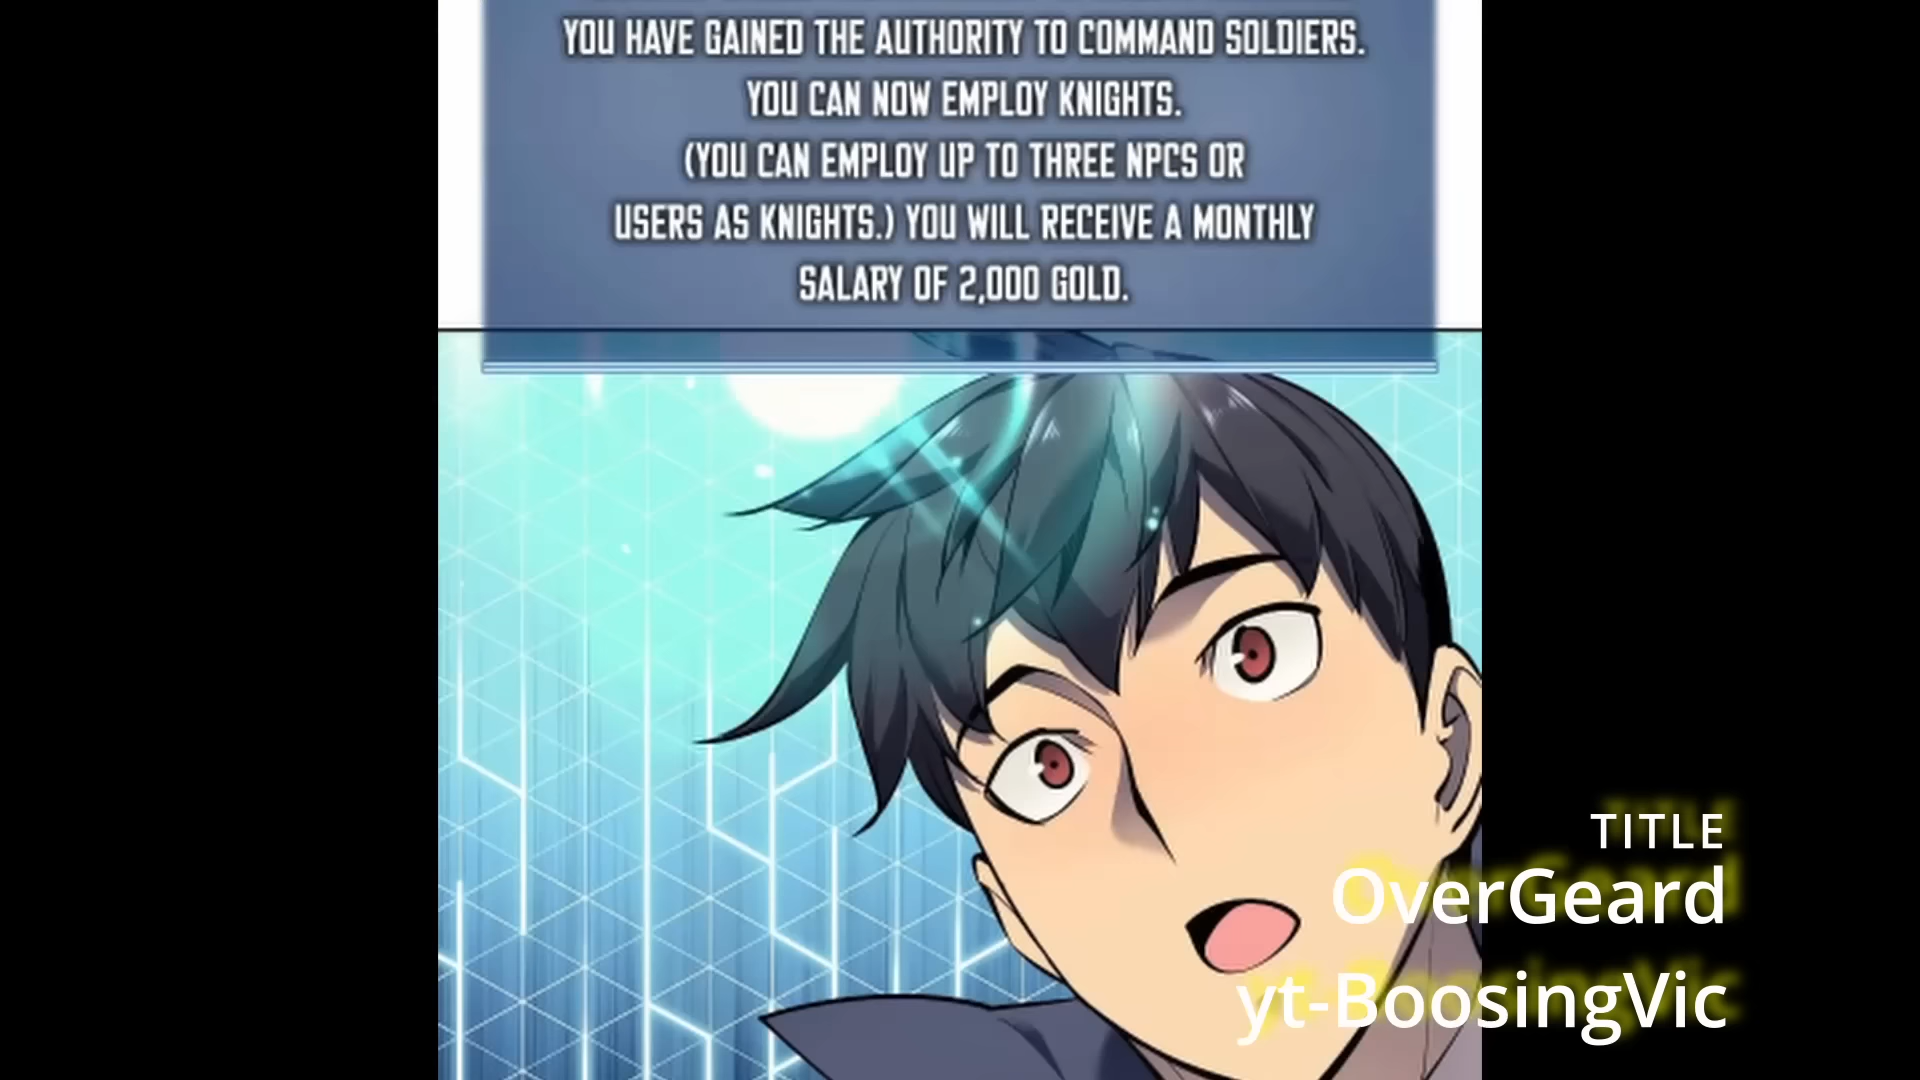 YOU HAVE GAINED THE AUTHORITY TO COMMAND SOLDIERS.
YOU CAN NOW EMPLOY KNIGHTS.
(YOU CAN EMPLOY UP TO THREE NPCS OR
USERS AS KNIGHTS.) YOU WILL RECEIVE A MONTHLY
SALARY OF 2,000 GOLD.
TITLE
OverGeard
yt-BoosingVic